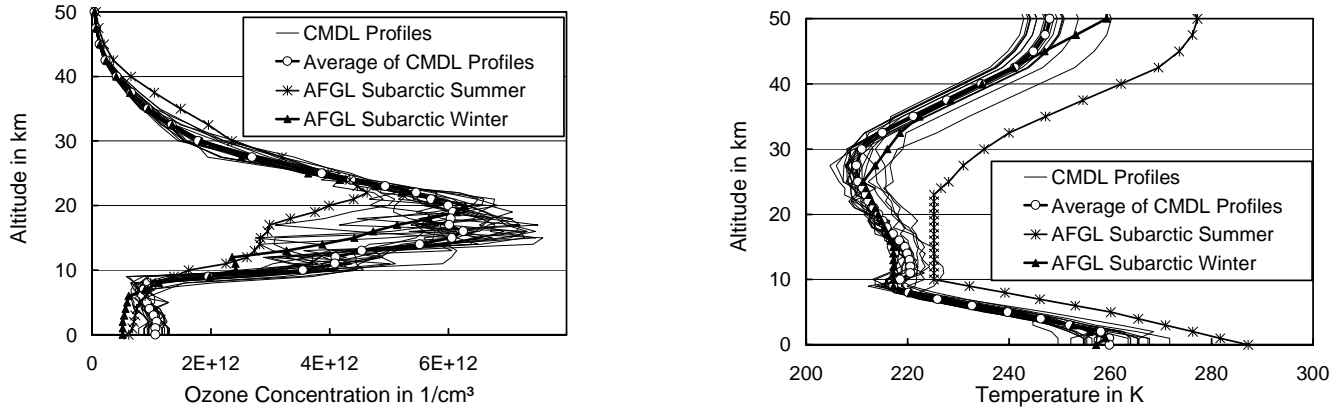 50
40
30
20
10
0
Altitude in km
CMDL Profiles
Average of CMDL Profiles
AFGL Subarctic Summer
AFGL Subarctic Winter
0
2E+12
4E+12
6E+12
Ozone Concentration in 1/cm³
50
40
30
20
10
0
Altitude in km
CMDL Profiles
Average of CMDL Profiles
AFGL Subarctic Summer
AFGL Subarctic Winter
200
220
240
260
280
300
Temperature in K